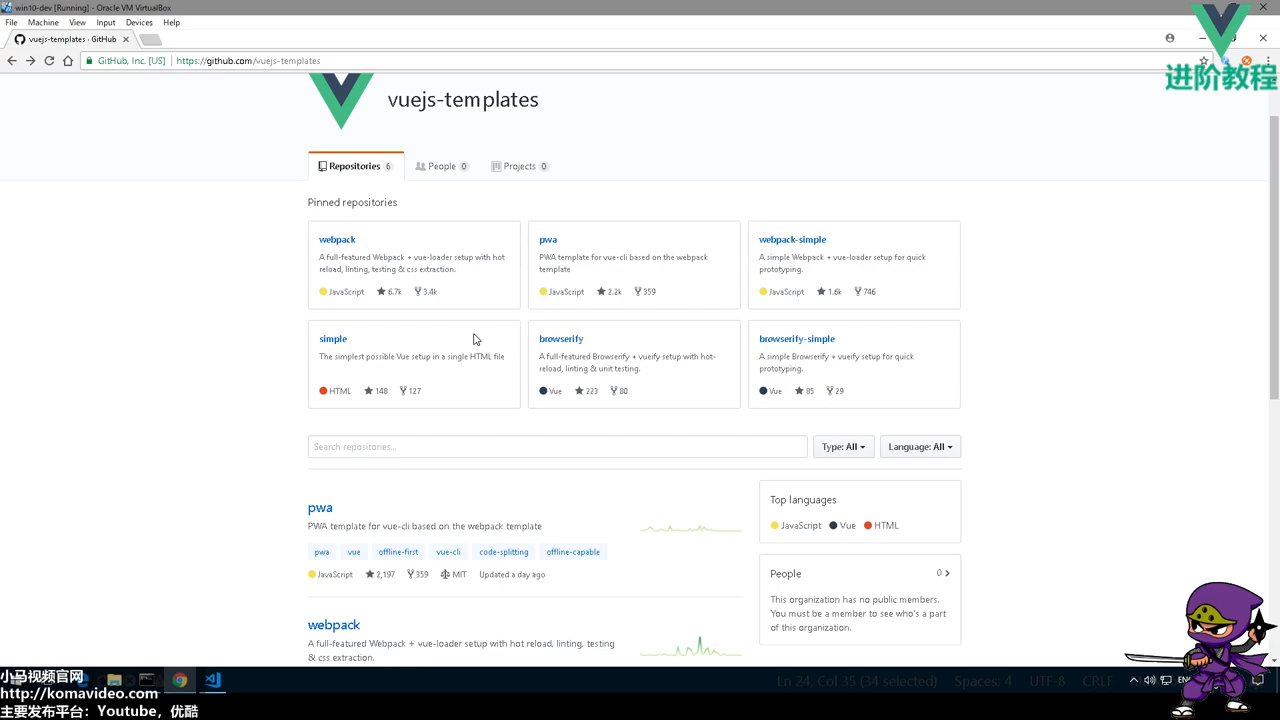 win10-dev [Running] - Oracle VM VirtualBox
File Machine View Input Devices Help
vuejs-templates · GitHub
GitHub, Inc. [US] https://github.com/vuejs-templates
进阶教程
vuejs-templates
Repositories 6 People 0 Projects 0
Pinned repositories
webpack
A full-featured Webpack + vue-loader setup with hot
reload, linting, testing & css extraction.
JavaScript 6.7k 3.4k
pwa
PWA template for vue-cli based on the webpack
template
JavaScript 2.2k 359
webpack-simple
A simple Webpack + vue-loader setup for quick
prototyping.
JavaScript 1.6k 746
simple
The simplest possible Vue setup in a single HTML file
HTML 148 127
browserify
A full-featured Browserify + vueify setup with hot-
reload, linting & unit testing.
Vue 223 80
browserify-simple
A simple Browserify + vueify setup for quick
prototyping.
Vue 85 29
Search repositories...
Type: All
Language: All
pwa
PWA template for vue-cli based on the webpack template
pwa vue offline-first vue-cli code-splitting offline-capable
JavaScript 2,197 359 MIT Updated a day ago
webpack
A full-featured Webpack + vue-loader setup with hot reload, linting, testing
& css extraction.
Top languages
JavaScript Vue HTML
People 0
This organization has no public members.
You must be a member to see who's a part
of this organization.
小马视频官网
http://komavideo.com
主要发布平台：Youtube，优酷
Ln 24, Col 35 (34 selected) Spaces: 4 UTF-8 CRLF